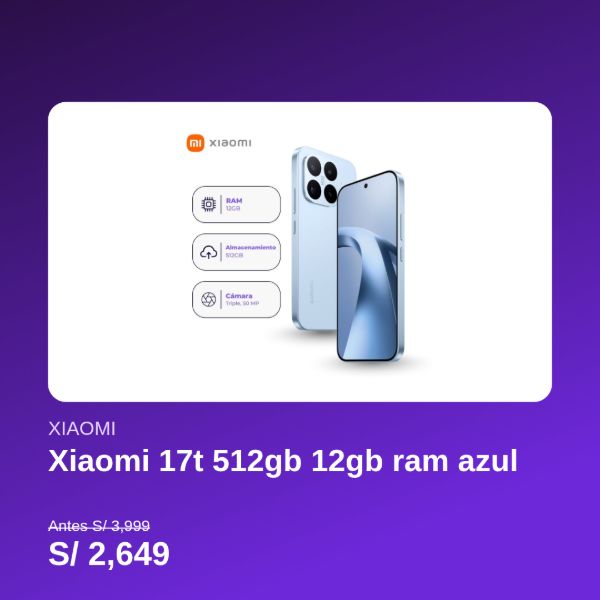 xiaomi
RAM
12GB
Almacenamiento
512GB
Cámara
Triple, 50 MP
XIAOMI
Xiaomi 17t 512gb 12gb ram azul
Antes S/ 3,999
S/ 2,649